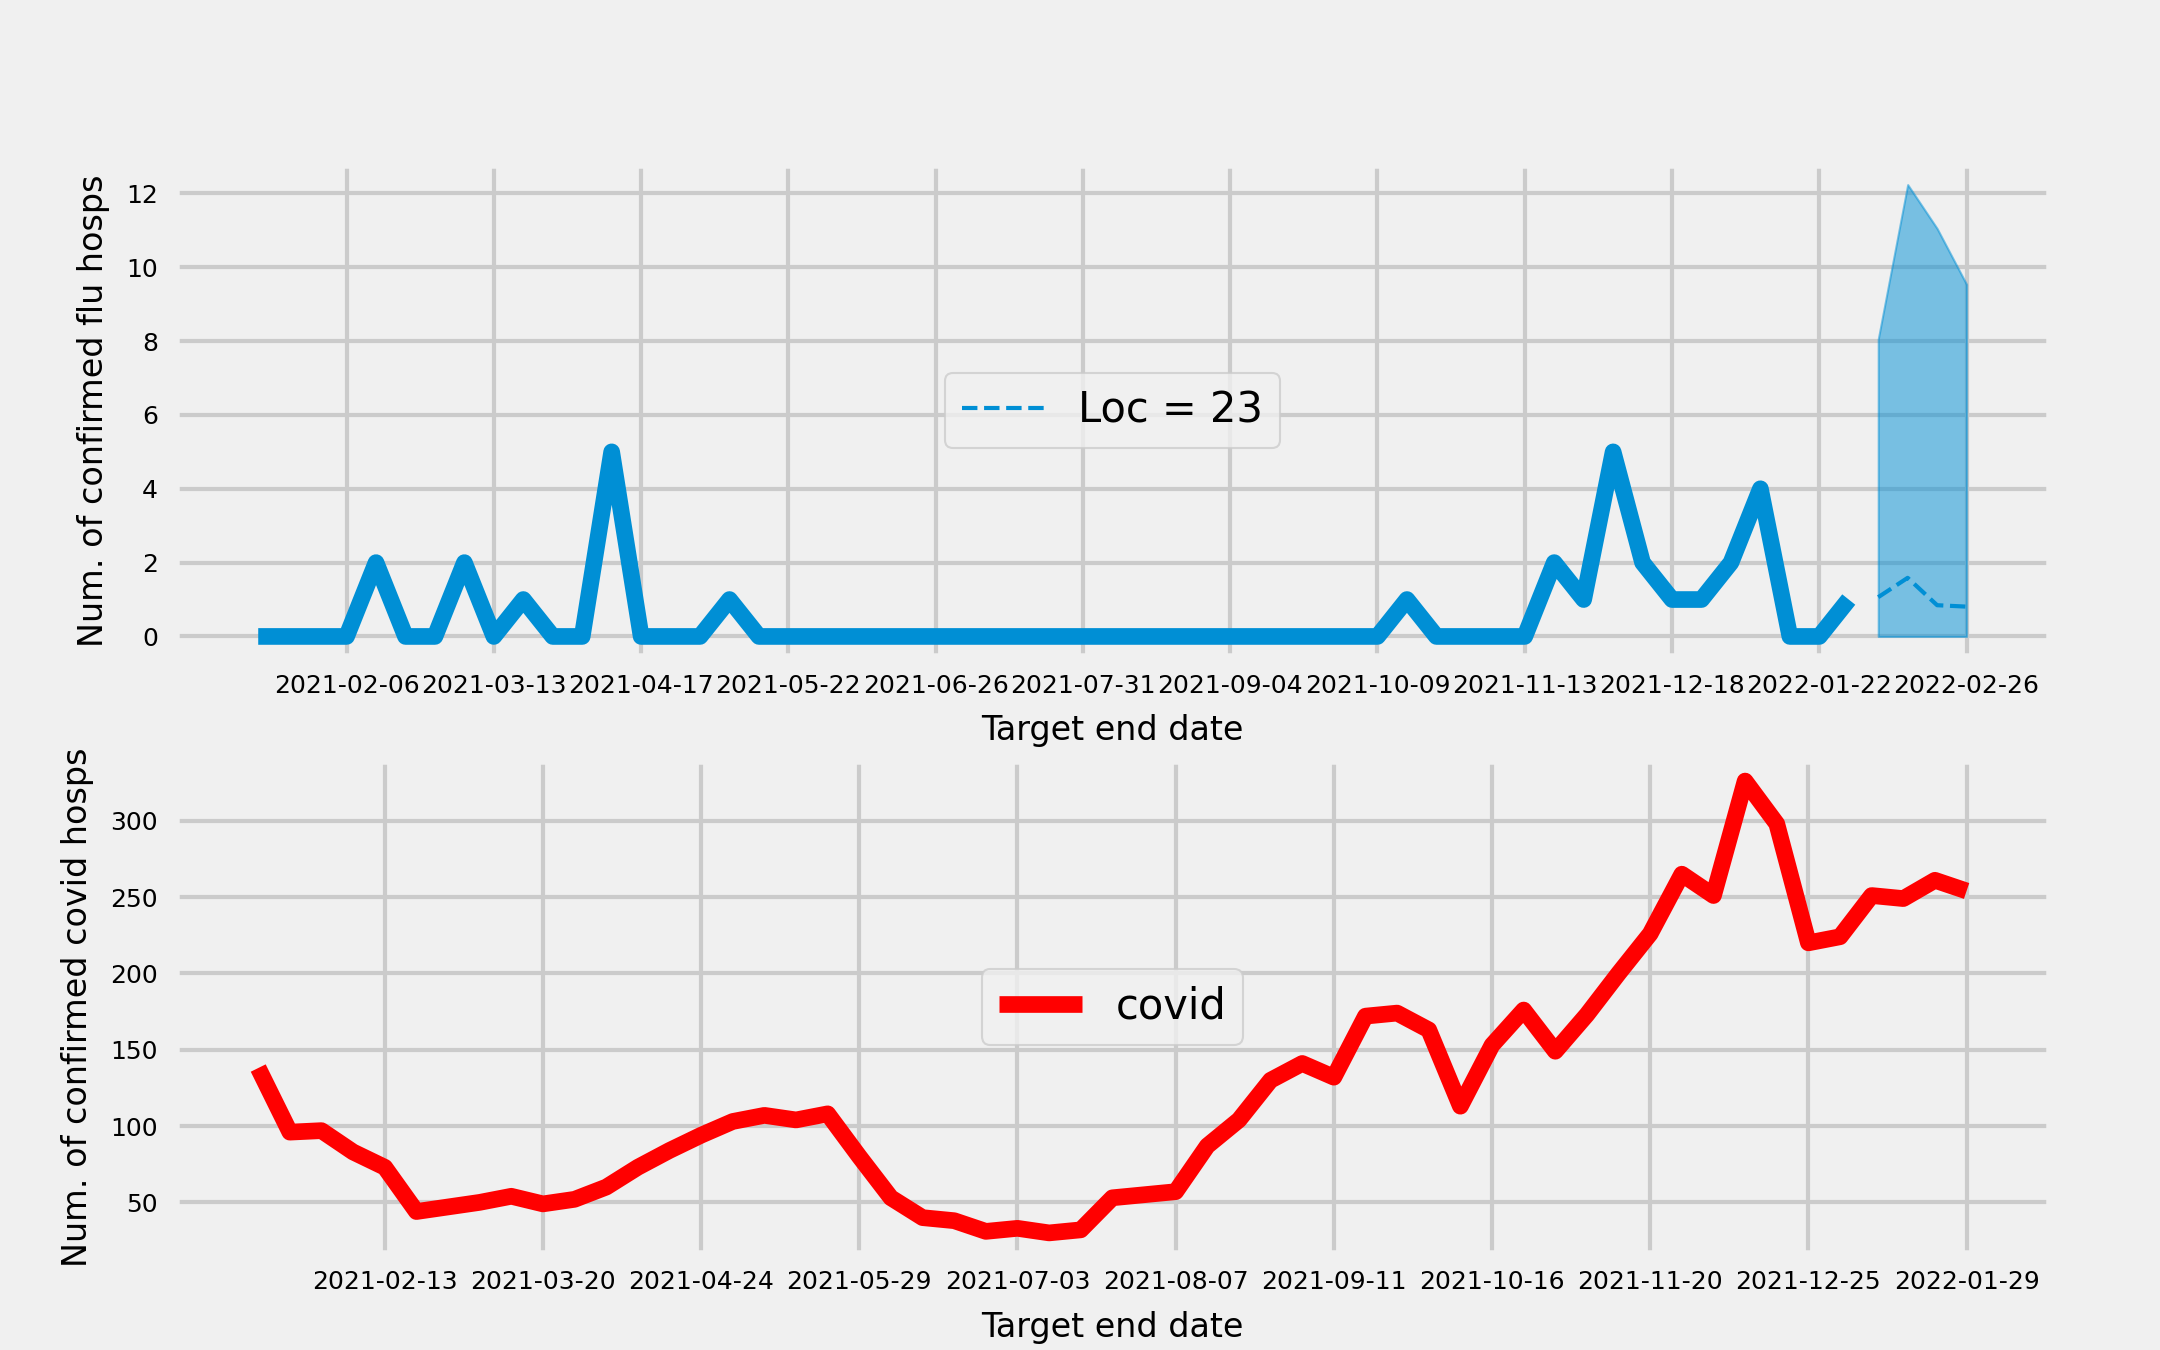 Num. of confirmed flu hosps
12
10
8
6
4
2
0
Loc = 23
2021-02-06 2021-03-13 2021-04-17 2021-05-22 2021-06-26 2021-07-31 2021-09-04 2021-10-09 2021-11-13 2021-12-18 2022-01-22 2022-02-26
Target end date
Num. of confirmed covid hosps
300
250
200
150
100
50
covid
2021-02-13 2021-03-20 2021-04-24 2021-05-29 2021-07-03 2021-08-07 2021-09-11 2021-10-16 2021-11-20 2021-12-25 2022-01-29
Target end date